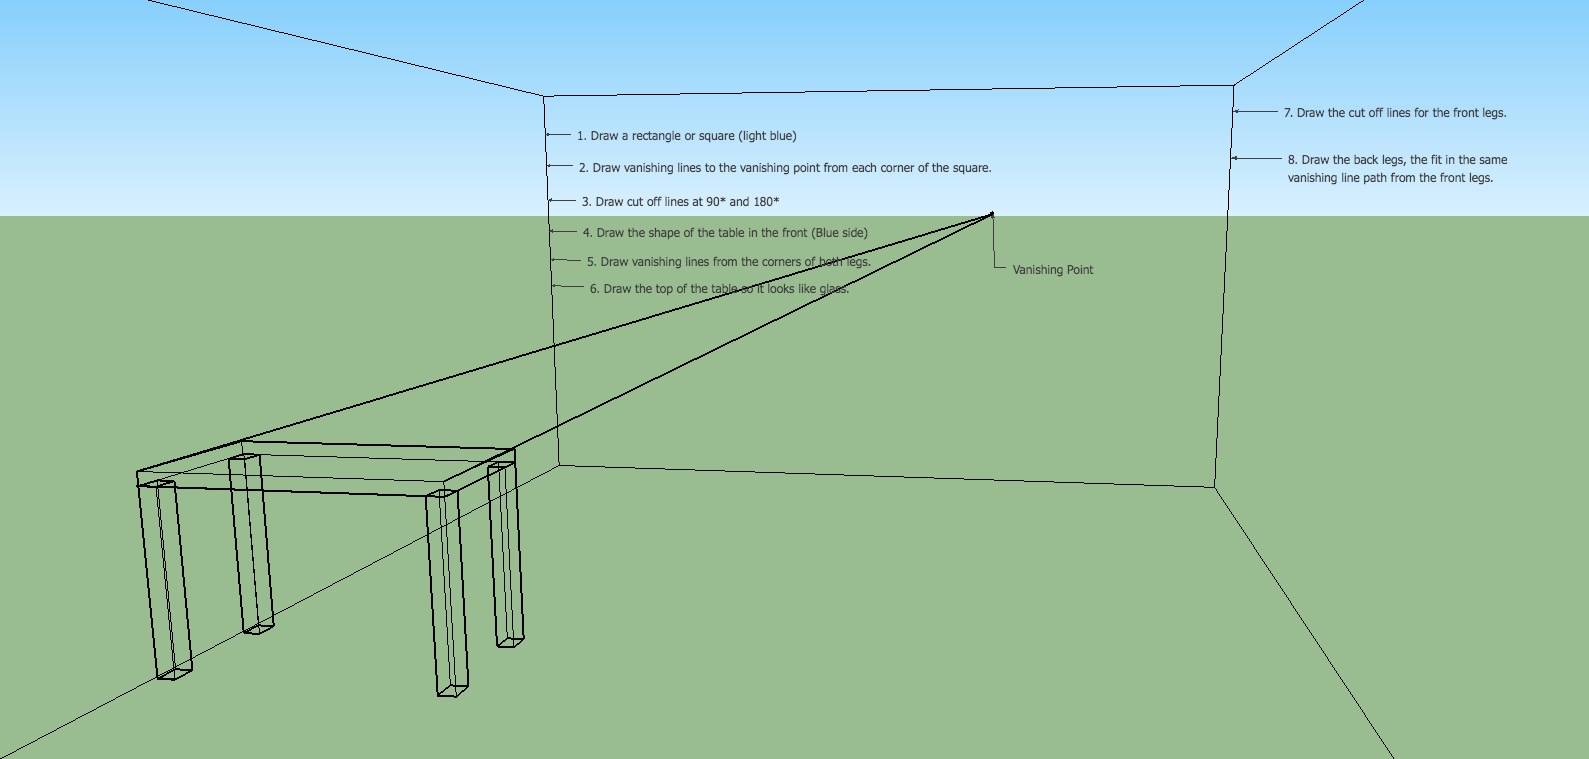 1. Draw a rectangle or square (light blue)
2. Draw vanishing lines to the vanishing point from each corner of the square.
3. Draw cut off lines at 90* and 180*
4. Draw the shape of the table in the front (Blue side)
5. Draw vanishing lines from the corners of both legs.
6. Draw the top of the table so it looks like glass.
Vanishing Point
7. Draw the cut off lines for the front legs.
8. Draw the back legs, the fit in the same
vanishing line path from the front legs.